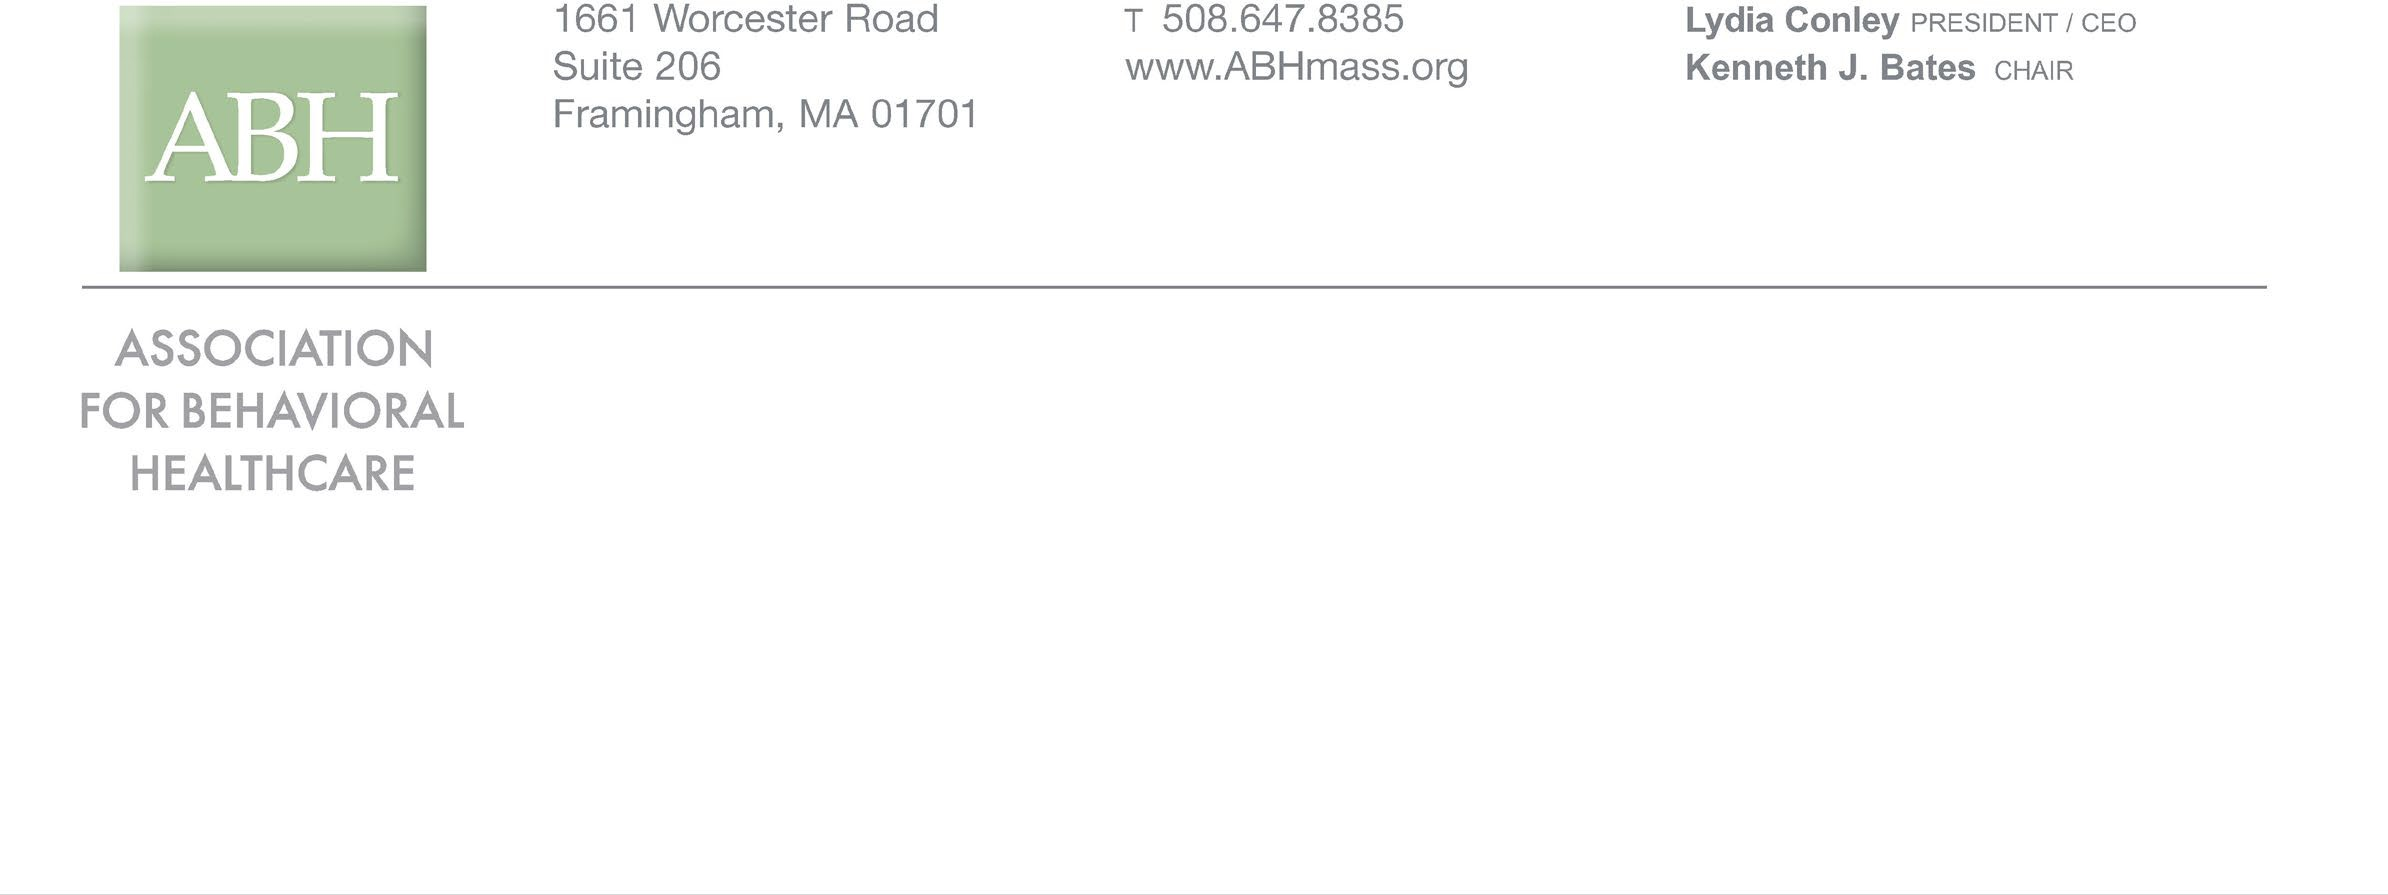 ABH
1661 Worcester Road
Suite 206
Framingham, MA 01701
T 508.647.8385
www.ABHmass.org
Lydia Conley PRESIDENT / CEO
Kenneth J. Bates CHAIR
ASSOCIATION
FOR BEHAVIORAL
HEALTHCARE